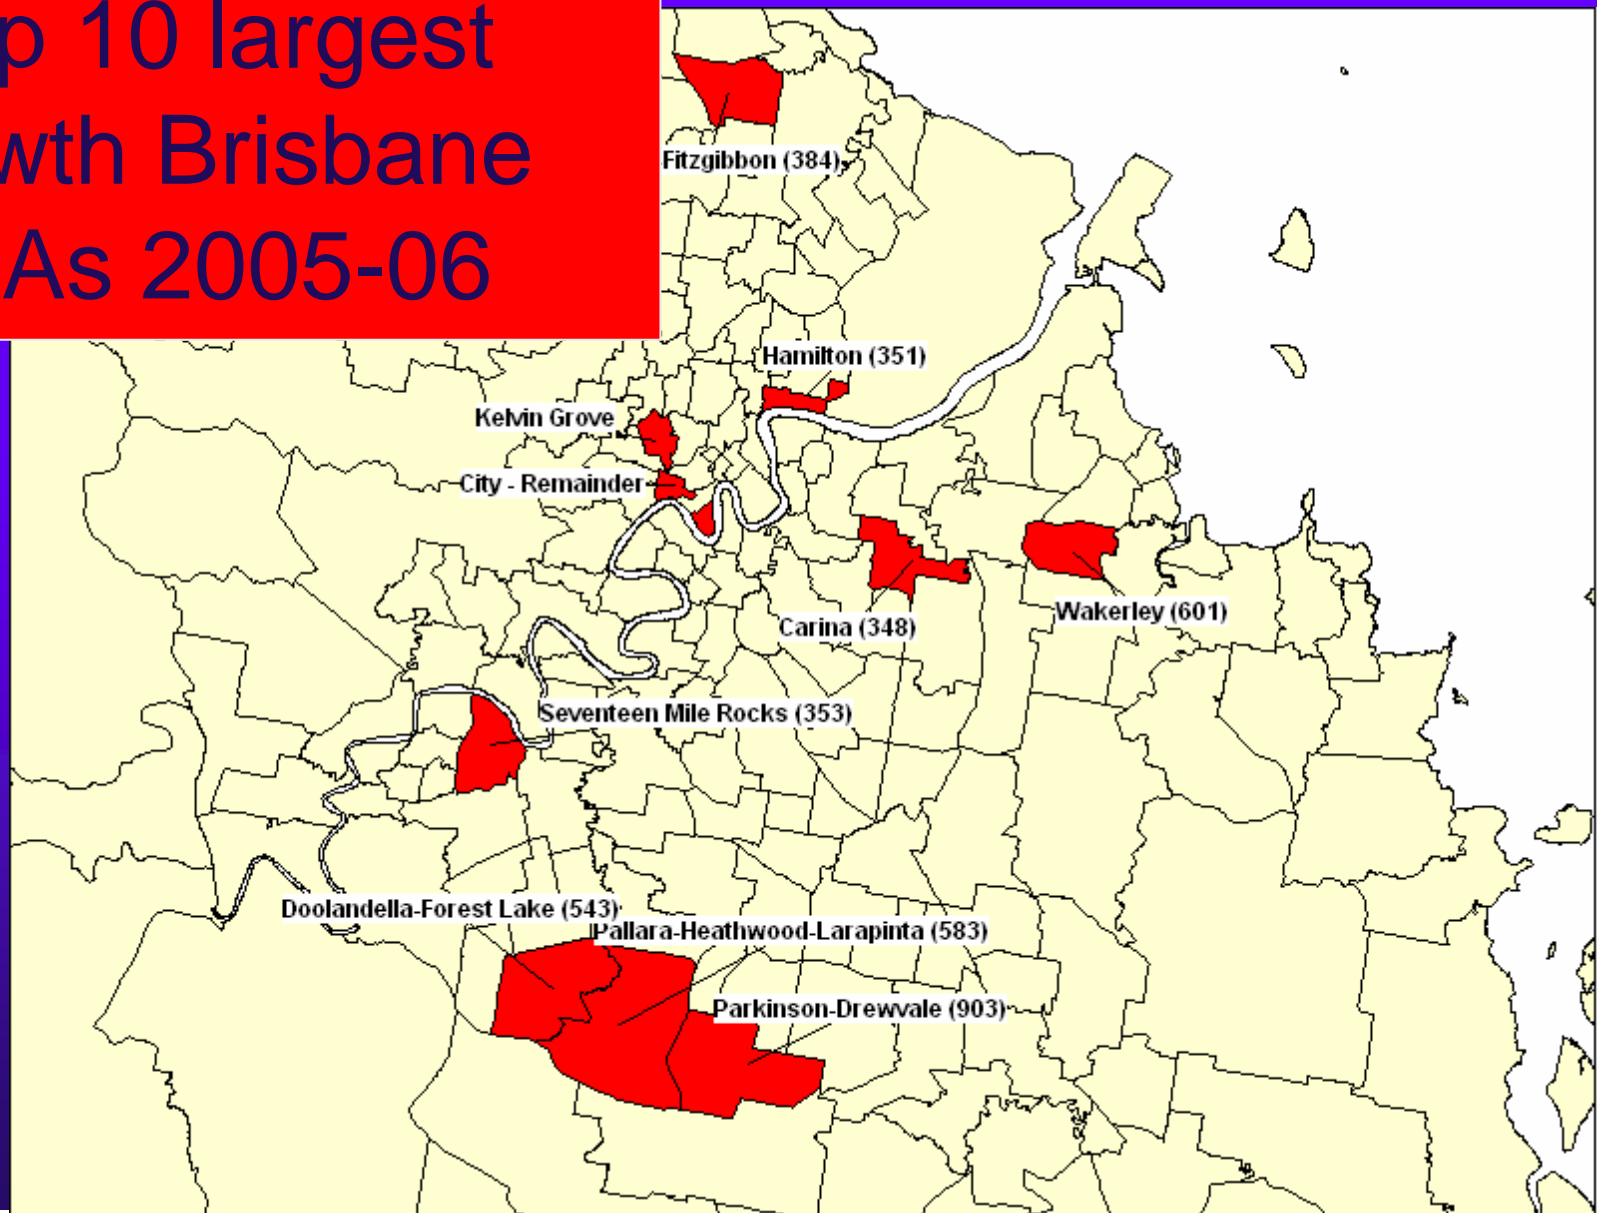 p 10 largest
wth Brisbane
As 2005-06
Fitzgibbon (384)
Hamilton (351)
Kelvin Grove
City - Remainder
Carina (348)
Wakerley (601)
Seventeen Mile Rocks (353)
Doolandella-Forest Lake (543)
Pallara-Heathwood-Larapinta (583)
Parkinson-Drewvale (903)